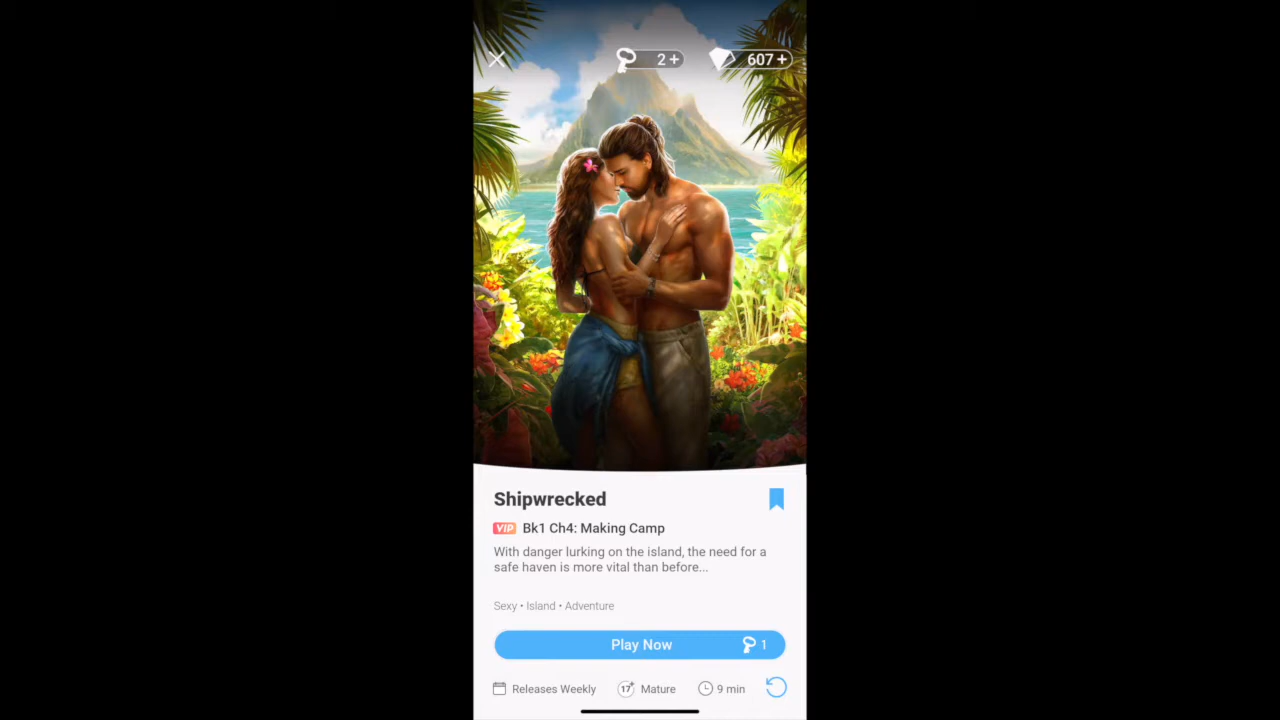 2 +
607 +
Shipwrecked
VIP Bk1 Ch4: Making Camp
With danger lurking on the island, the need for a
safe haven is more vital than before...
Sexy • Island • Adventure
Play Now 1
Releases Weekly 17+ Mature 9 min